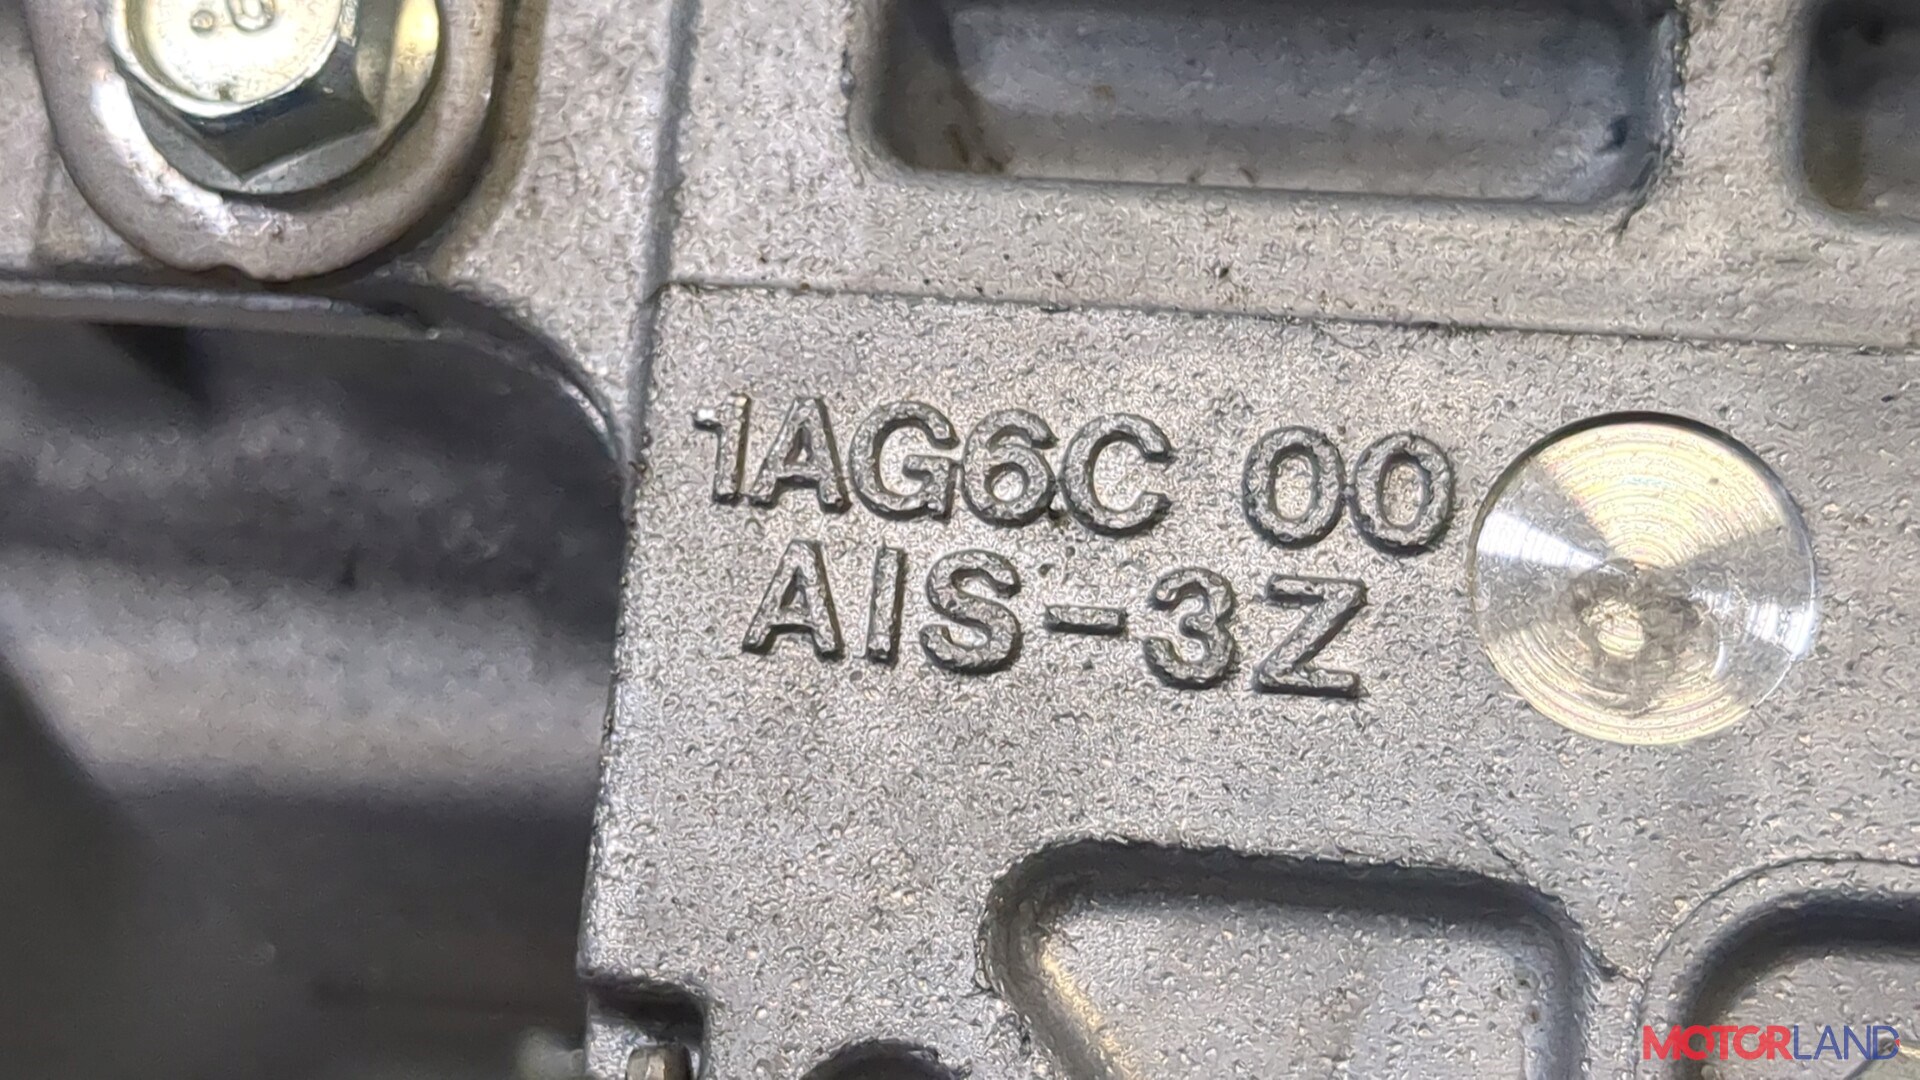 1AG6C 00
AIS-3Z
MOTORLAND